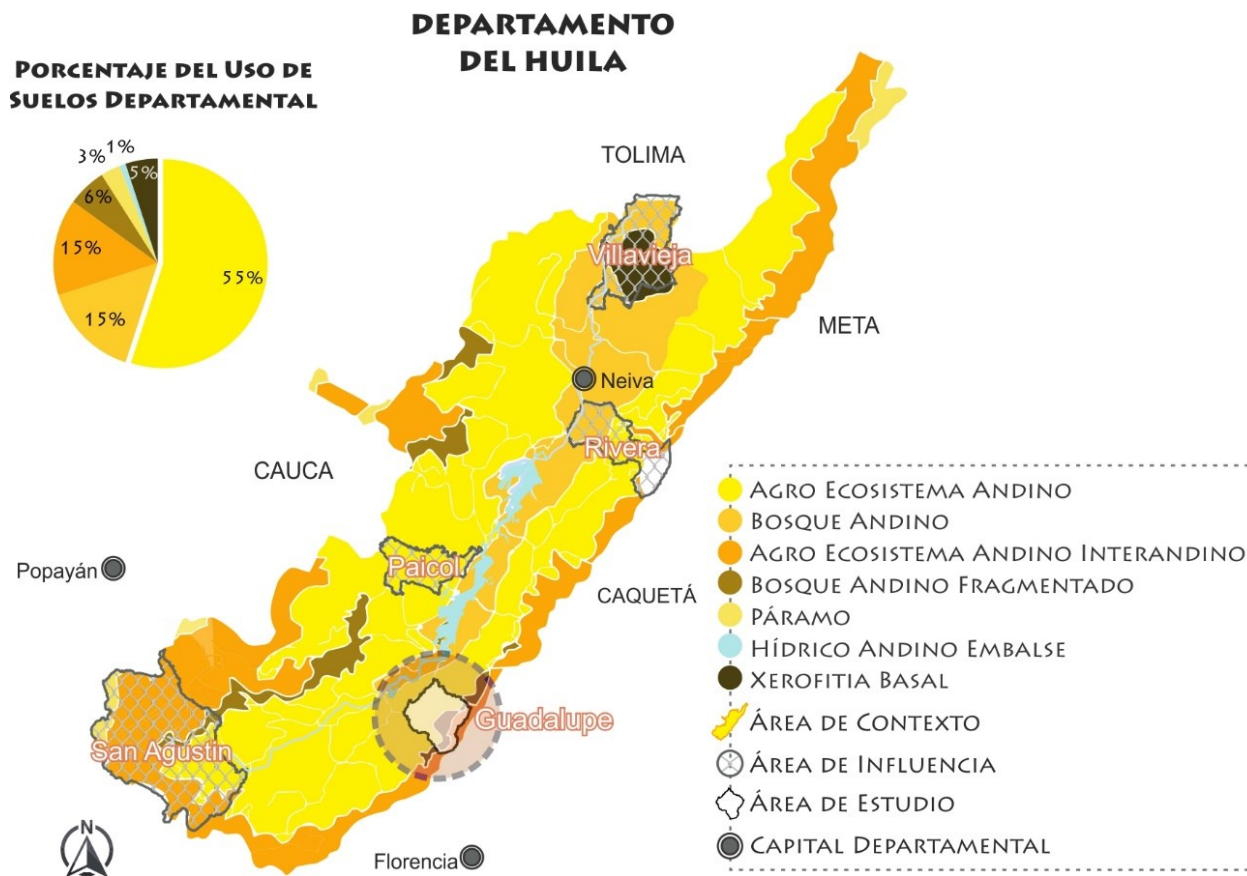 DEPARTAMENTO
DEL HUILA
PORCENTAJE DEL USO DE
SUELOS DEPARTAMENTAL
3%
1%
5%
6%
15%
55%
15%
TOLIMA
Villavieja
META
Neiva
Rivera
CAUCA
Paicol
Popayán
CAQUETÁ
Guadalupe
San Agustin
Florencia
N
AGRO ECOSISTEMA ANDINO
BOSQUE ANDINO
AGRO ECOSISTEMA ANDINO INTERANDINO
BOSQUE ANDINO FRAGMENTADO
PÁRAMO
HÍDRICO ANDINO EMBALSE
XEROFITIA BASAL
ÁREA DE CONTEXTO
ÁREA DE INFLUENCIA
ÁREA DE ESTUDIO
CAPITAL DEPARTAMENTAL